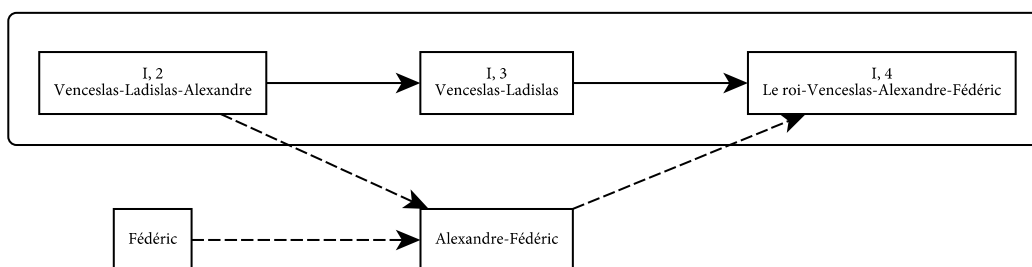 I, 2
Venceslas-Ladislas-Alexandre
I, 3
Venceslas-Ladislas
I, 4
Le roi-Venceslas-Alexandre-Fédéric
Fédéric
Alexandre-Fédéric